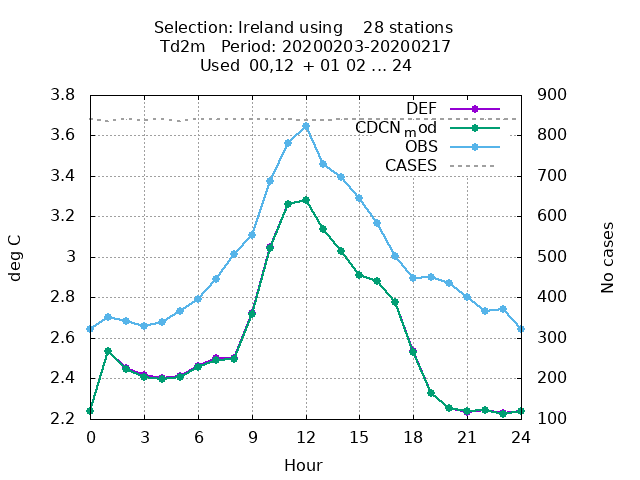 Selection: Ireland using 28 stations
Td2m Period: 20200203-20200217
Used 00,12 + 01 02 ... 24
3.8 900
DEF
CDCNmod
3.6 800
OBS
CASES
3.4 700
3.2 600
deg C
3 500
No cases
2.8 400
2.6 300
2.4 200
2.2 100
0 3 6 9 12 15 18 21 24
Hour